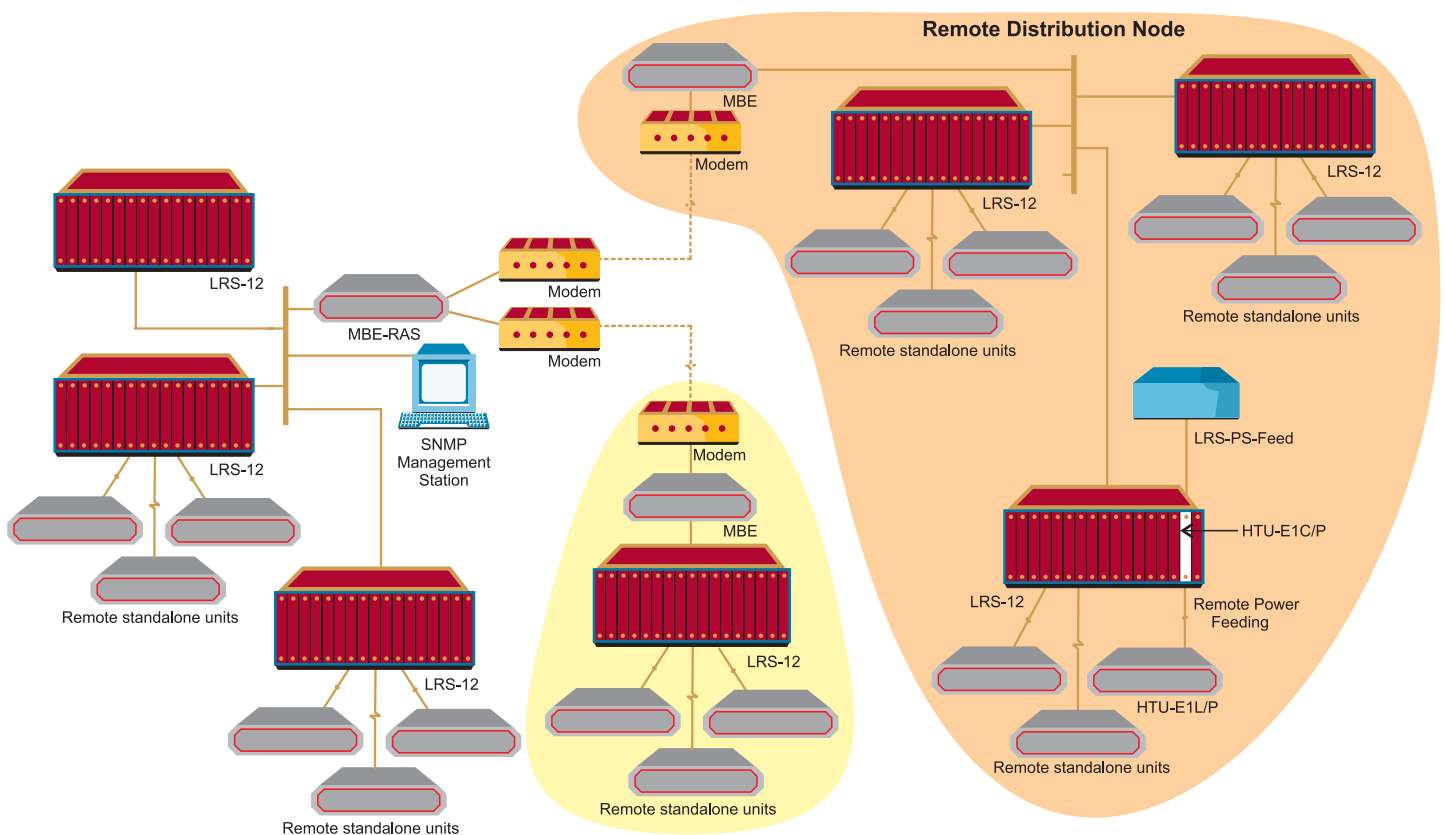 Remote Distribution Node
MBE
Modem
LRS-12
LRS-12
Remote standalone units
Remote standalone units
LRS-12
MBE-RAS
Modem
Modem
SNMP
Management
Station
LRS-12
Remote standalone units
LRS-12
Remote standalone units
Modem
MBE
LRS-12
Remote standalone units
LRS-PS-Feed
HTU-E1C/P
LRS-12
Remote Power
Feeding
HTU-E1L/P
Remote standalone units